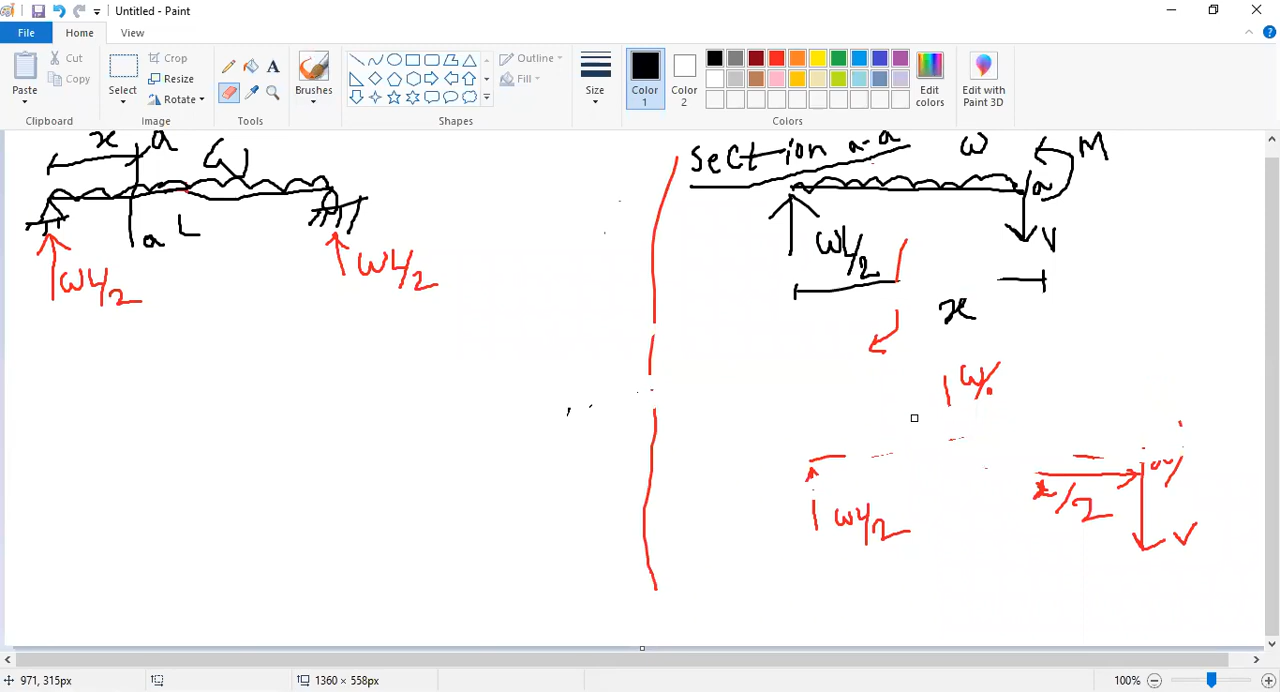 Untitled - Paint
File
Home
View
Paste
Cut
Copy
Clipboard
Select
Crop
Resize
Rotate
Image
A
Tools
Brushes
Shapes
Outline
Fill
Size
Color
1
Color
2
Edit
colors
Colors
Edit with
Paint 3D
x
a
ω
a
L
ωL/2
ωL/2
Section a-a
ω
M
a
V
ωL/2
x
ωL/2
x/2
V
971, 315px
1360 × 558px
100%